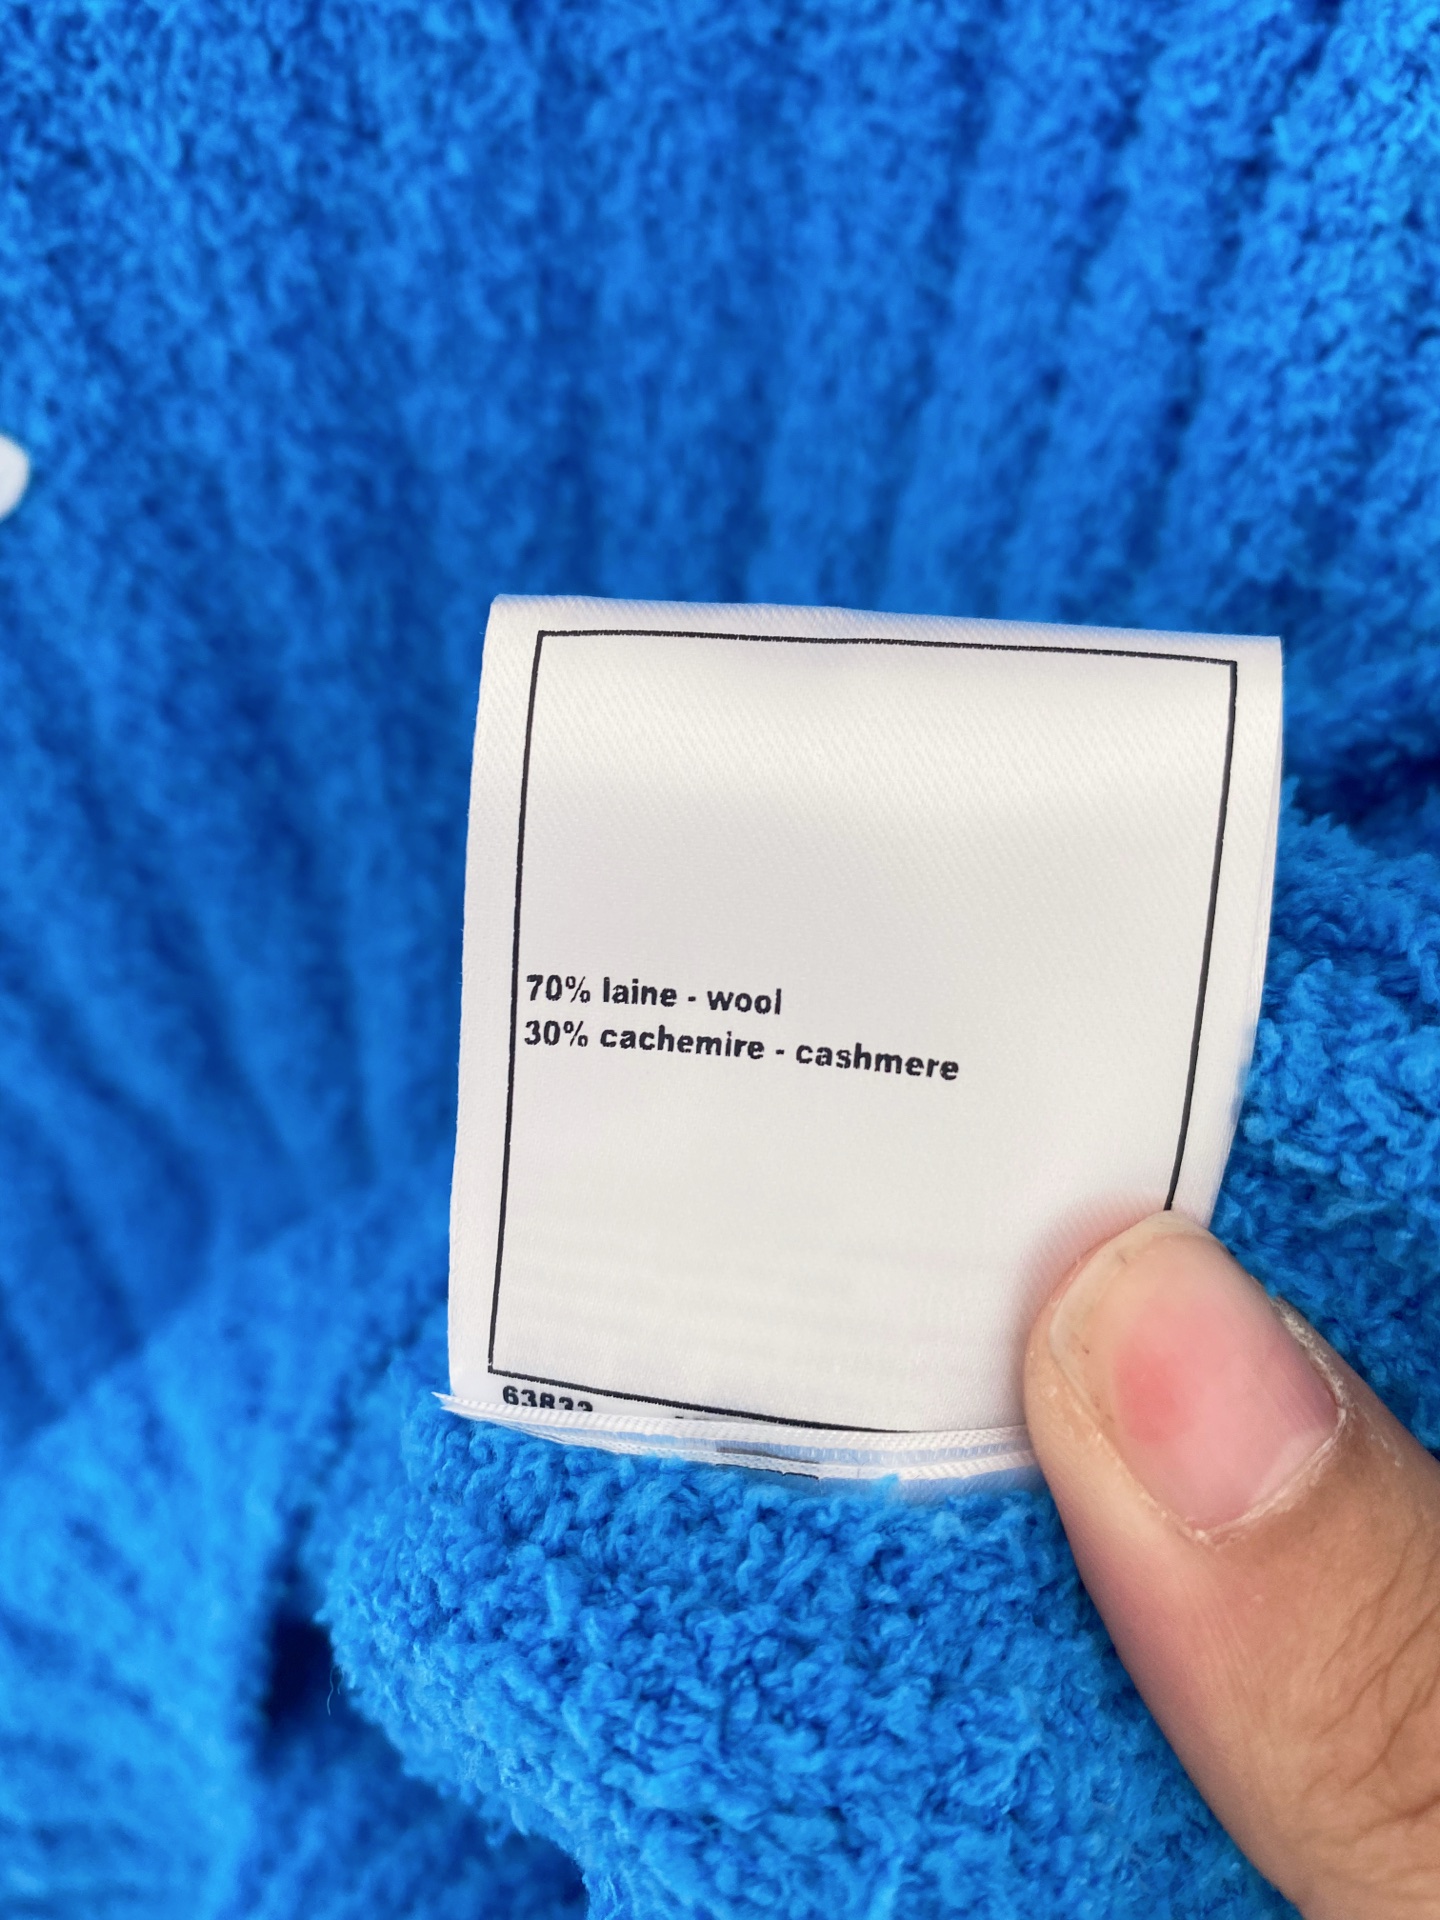 70% laine - wool
30% cachemire - cashmere